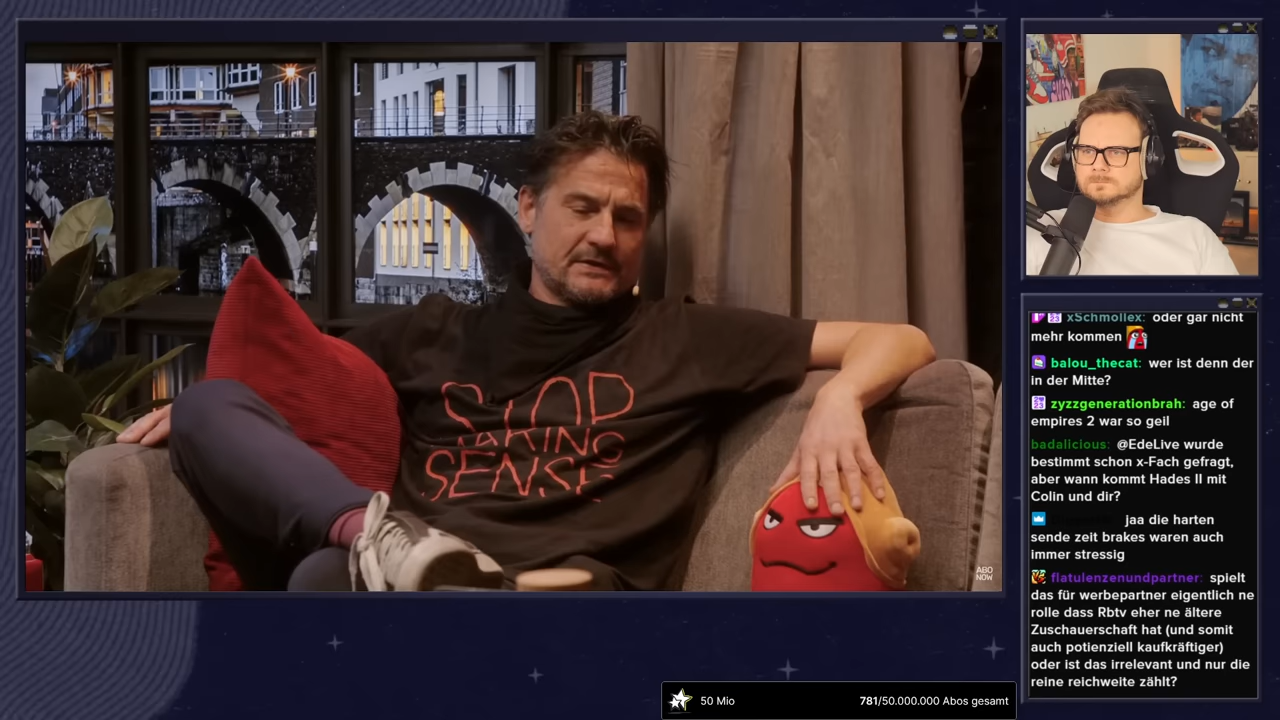 STOP
MAKING
SENSE
ABO
NOW
xSchmollex: oder gar nicht
mehr kommen
balou_thecat: wer ist denn der
in der Mitte?
zyzzgenerationbrah: age of
empires 2 war so geil
badalicious: @EdeLive wurde
bestimmt schon x-Fach gefragt,
aber wann kommt Hades II mit
Colin und dir?
jaa die harten
sende zeit brakes waren auch
immer stressig
flatulenzenundpartner: spielt
das für werbepartner eigentlich ne
rolle dass Rbtv eher ne ältere
Zuschauerschaft hat (und somit
auch potienziell kaufkräftiger)
oder ist das irrelevant und nur die
reine reichweite zählt?
50 Mio
781/50.000.000 Abos gesamt